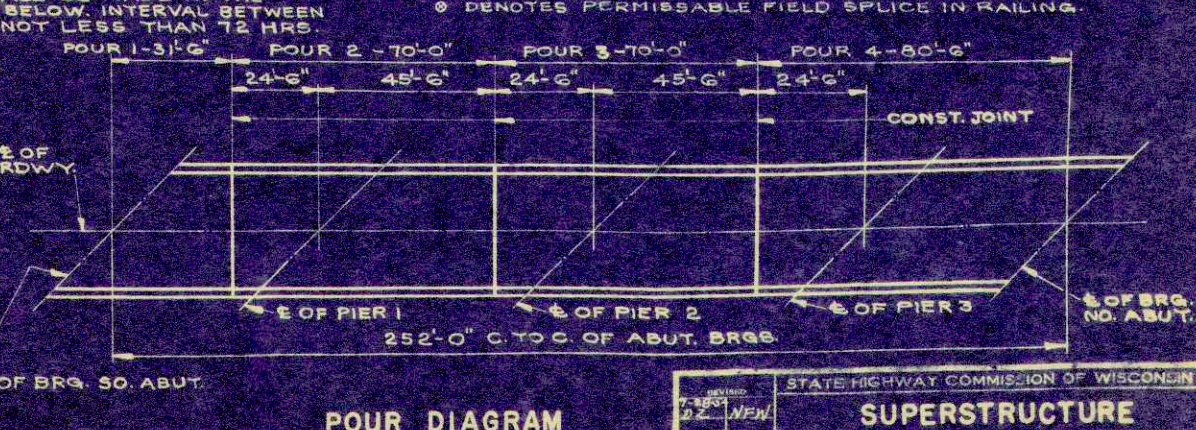 BELOW. INTERVAL BETWEEN
NOT LESS THAN 72 HRS.
⊗ DENOTES PERMISSABLE FIELD SPLICE IN RAILING.
POUR 1-31'-6" POUR 2 -70'-0" POUR 3-70'-0" POUR 4-80'-6"
24'-6" 45'-6" 24'-6" 45'-6" 24'-6"
CONST. JOINT
℄ OF
RDWY.
℄ OF PIER 1 ℄ OF PIER 2 ℄ OF PIER 3
℄ OF BRG.
NO. ABUT.
252'-0" C. TO C. OF ABUT. BRGS.
OF BRG. SO. ABUT.
POUR DIAGRAM
REVISED
DZ NFW
STATE HIGHWAY COMMISSION OF WISCONSIN
SUPERSTRUCTURE